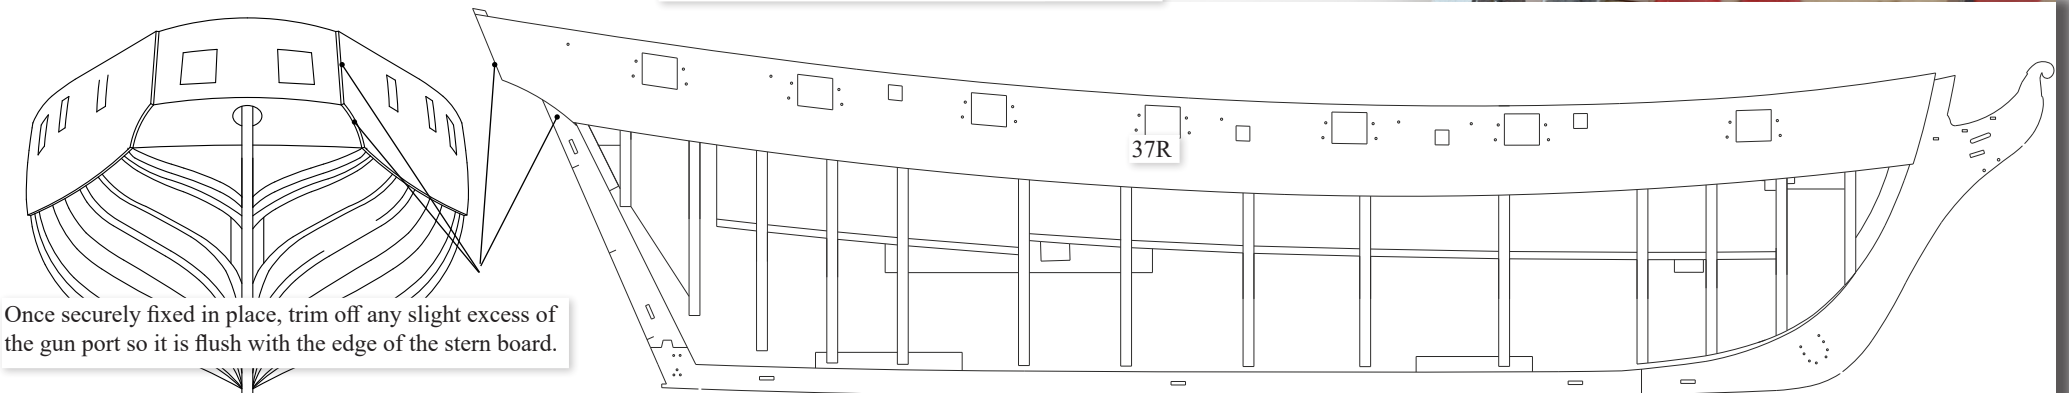 37R
Once securely fixed in place, trim off any slight excess of
the gun port so it is flush with the edge of the stern board.